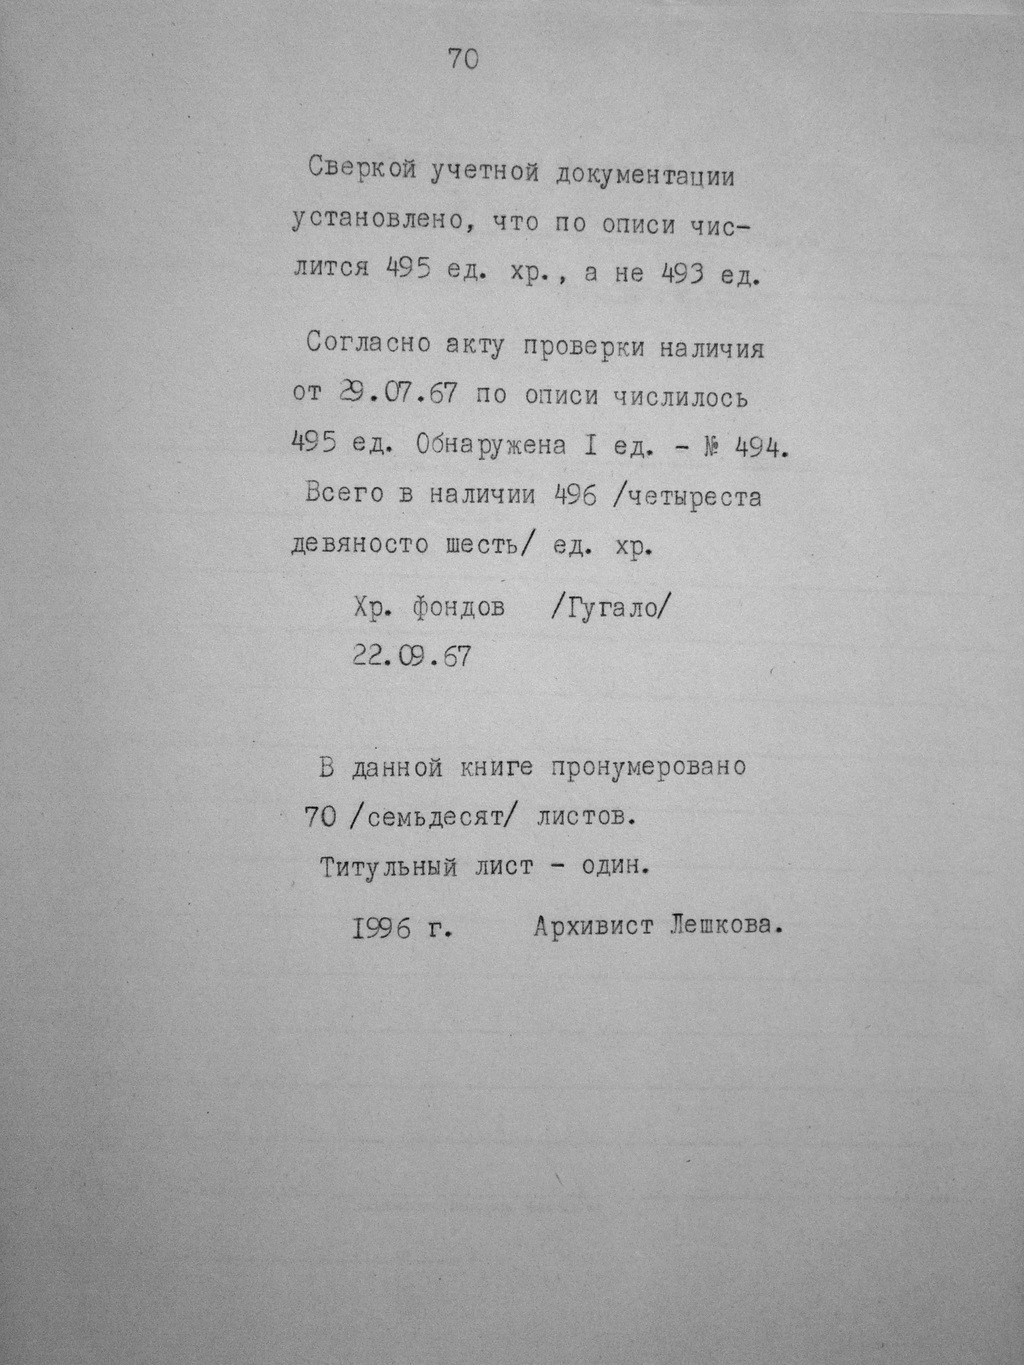 70
Сверкой учетной документации
установлено, что по описи чис-
лится 495 ед. хр., а не 493 ед.
Согласно акту проверки наличия
от 29.07.67 по описи числилось
495 ед. Обнаружена I ед. - № 494.
Всего в наличии 496 /четыреста
девяносто шесть/ ед. хр.
Хр. фондов /Гугало/
22.09.67
В данной книге пронумеровано
70 /семьдесят/ листов.
Титульный лист - один.
I996 г. Архивист Лешкова.